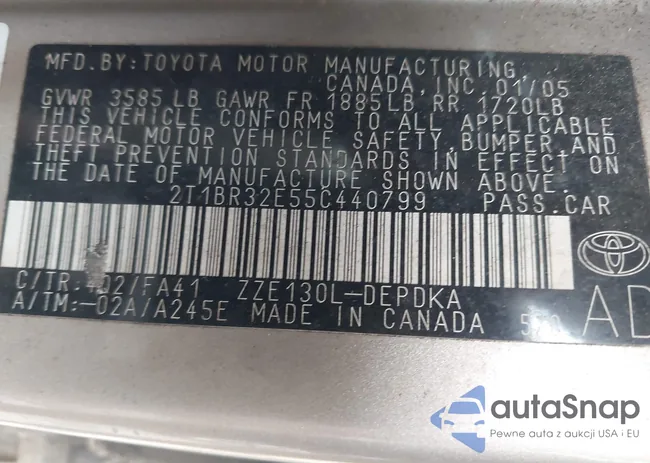 MFD.BY:TOYOTA MOTOR MANUFACTURING,
CANADA, INC. 01/05
GVWR 3585 LB GAWR FR 1885LB RR 1720LB
THIS VEHICLE CONFORMS TO ALL APPLICABLE
FEDERAL MOTOR VEHICLE SAFETY, BUMPER, AND
THEFT PREVENTION STANDARDS IN EFFECT ON
THE DATE OF MANUFACTURE SHOWN ABOVE.
2T1BR32E55C440799 PASS.CAR
C/TR: /FA41 ZZE130L-DEPDKA
A/TM:-02A/A245E MADE IN CANADA
AD
autoSnap
Pewne auta z aukcji USA i EU